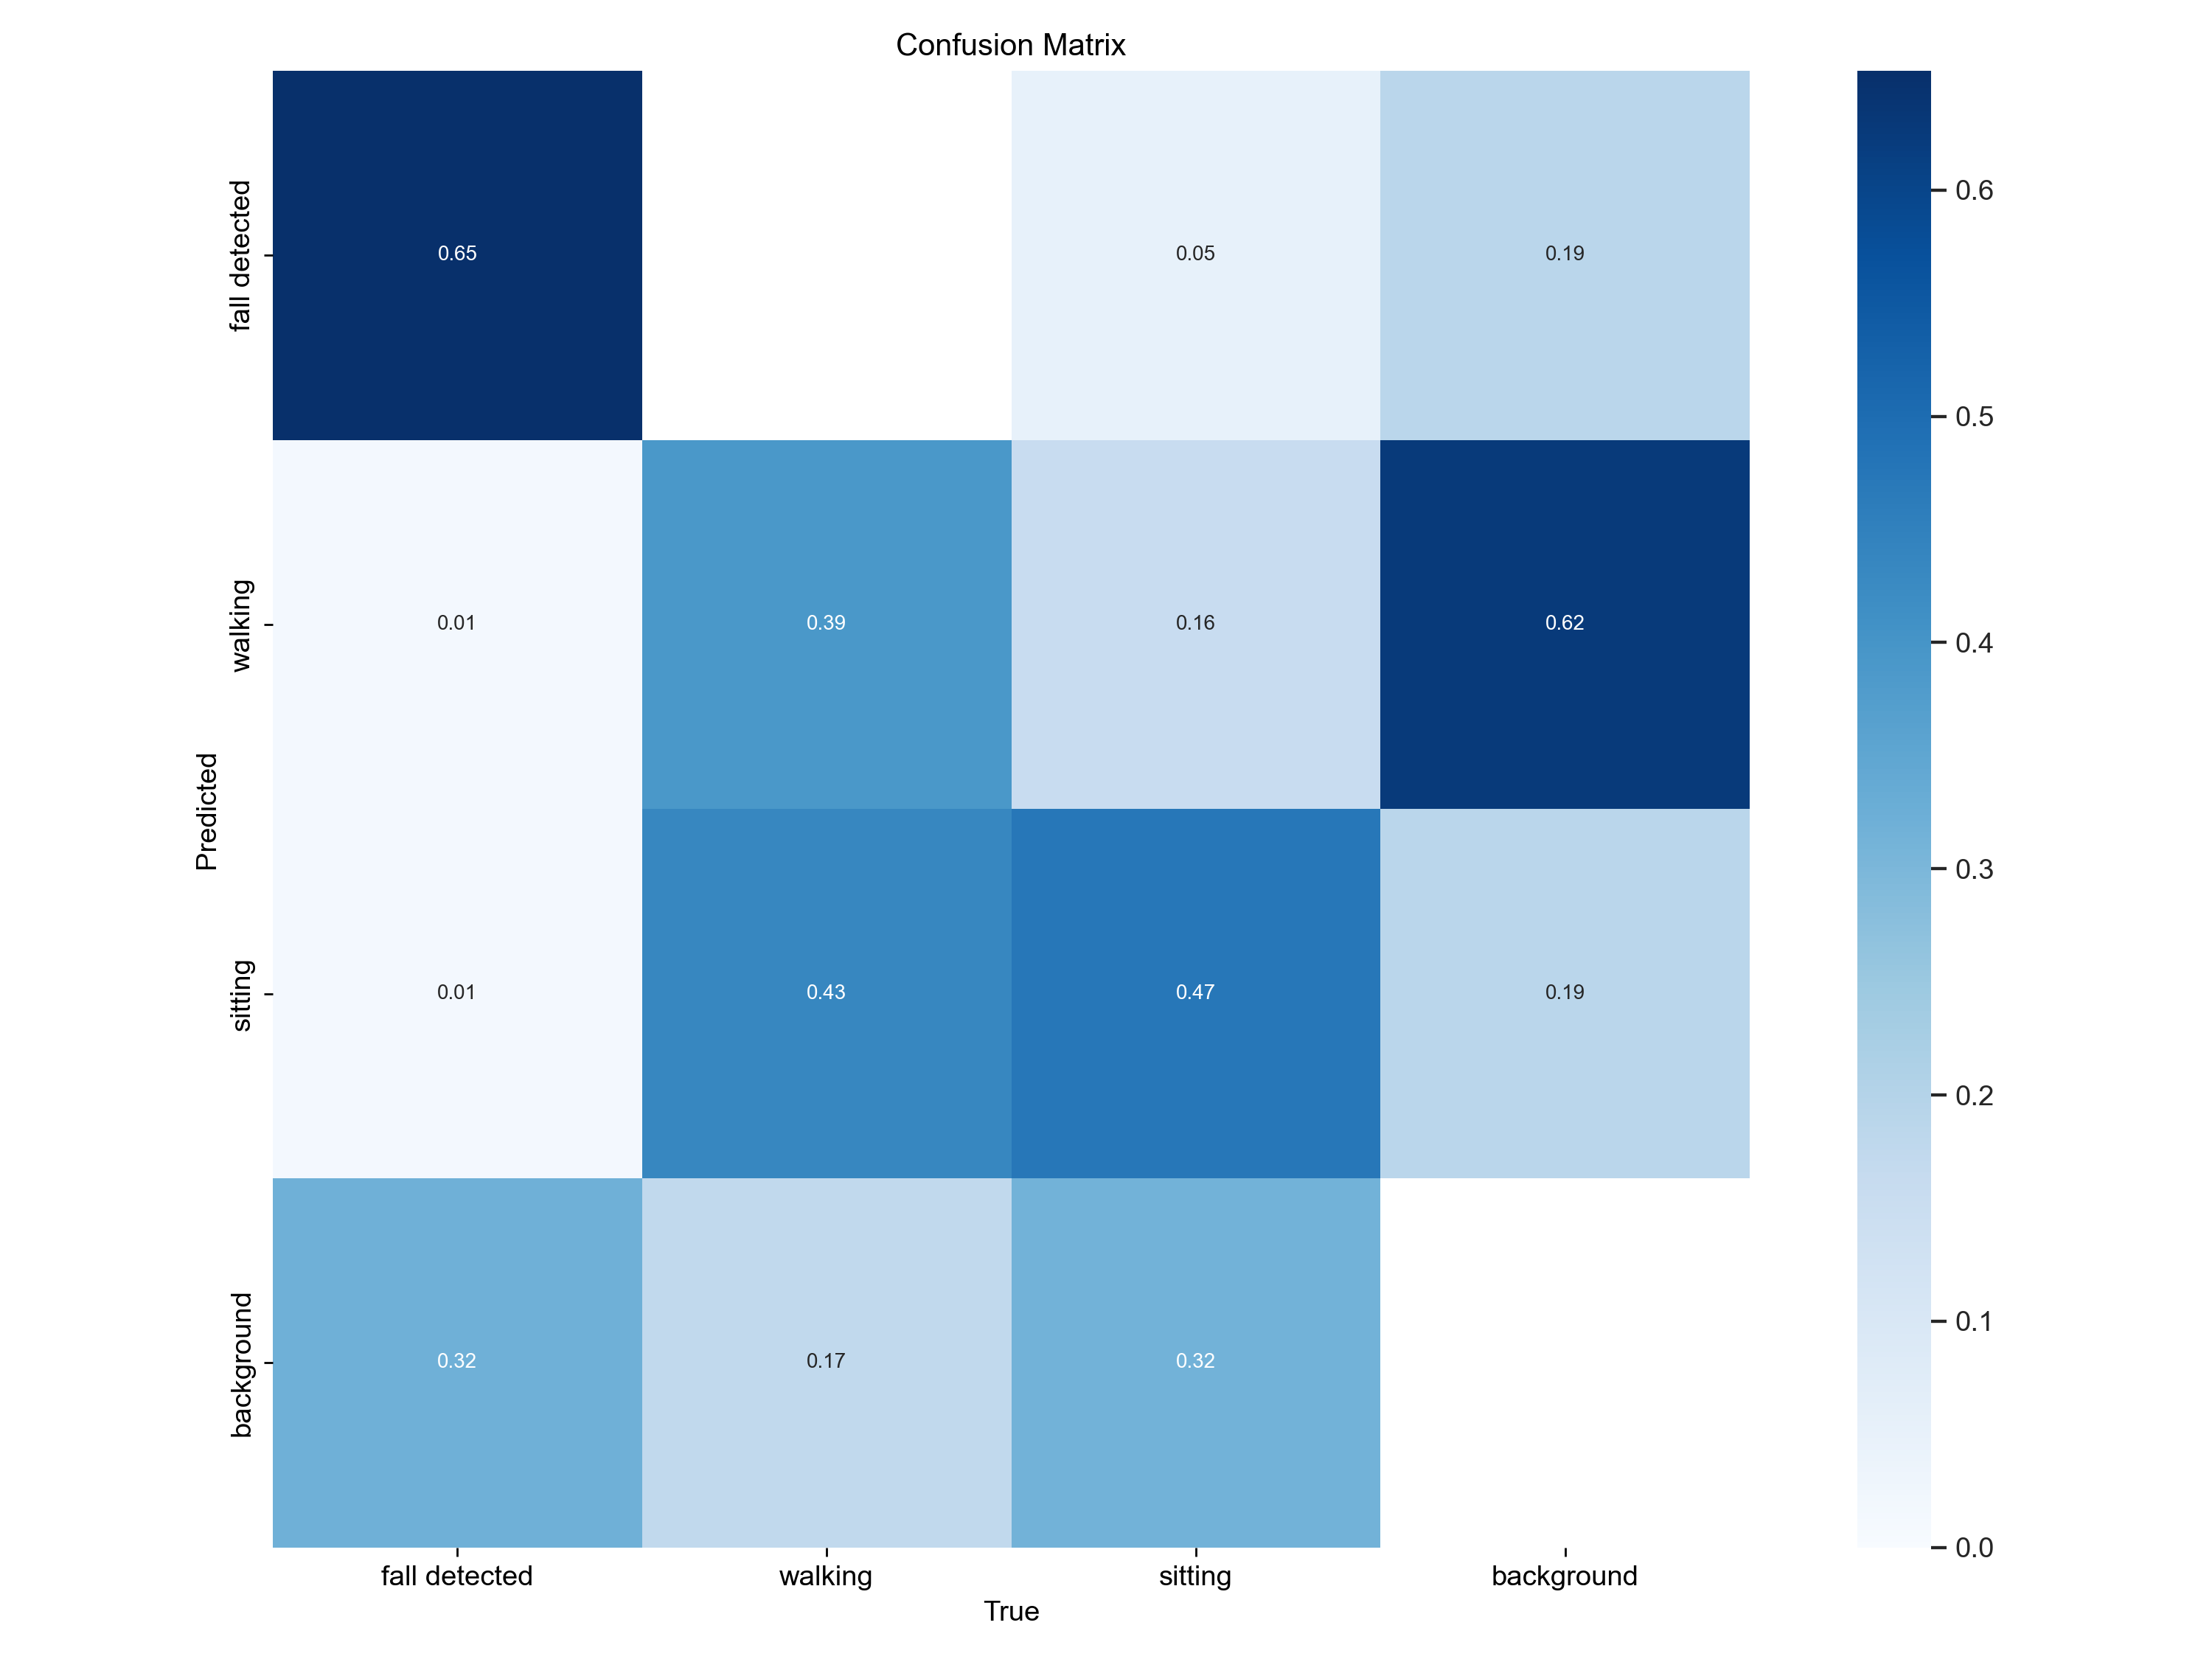 Confusion Matrix
fall detected
0.65
0.05
0.19
0.6
0.5
walking
0.01
0.39
0.16
0.62
0.4
Predicted
0.3
sitting
0.01
0.43
0.47
0.19
0.2
background
0.32
0.17
0.32
0.1
0.0
fall detected
walking
sitting
background
True